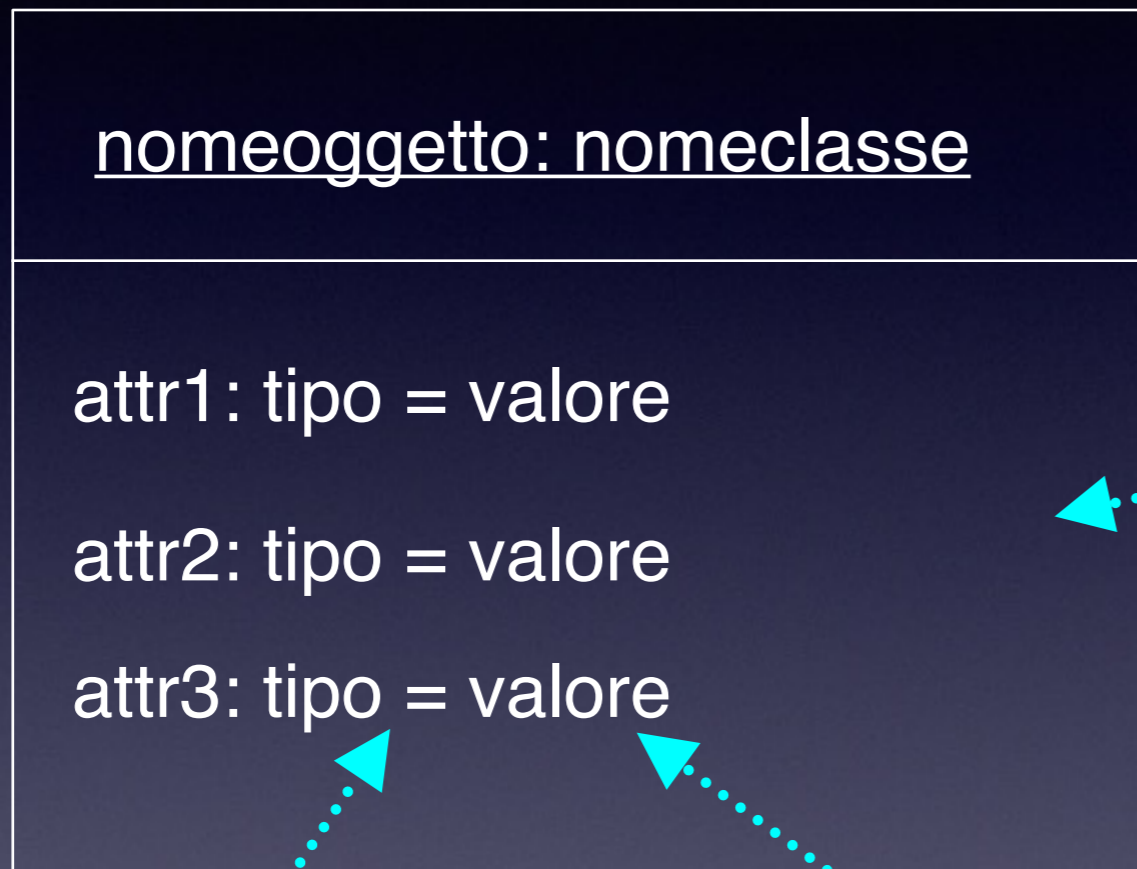 nomeoggetto: nomeclasse
attr1: tipo = valore
attr2: tipo = valore
attr3: tipo = valore